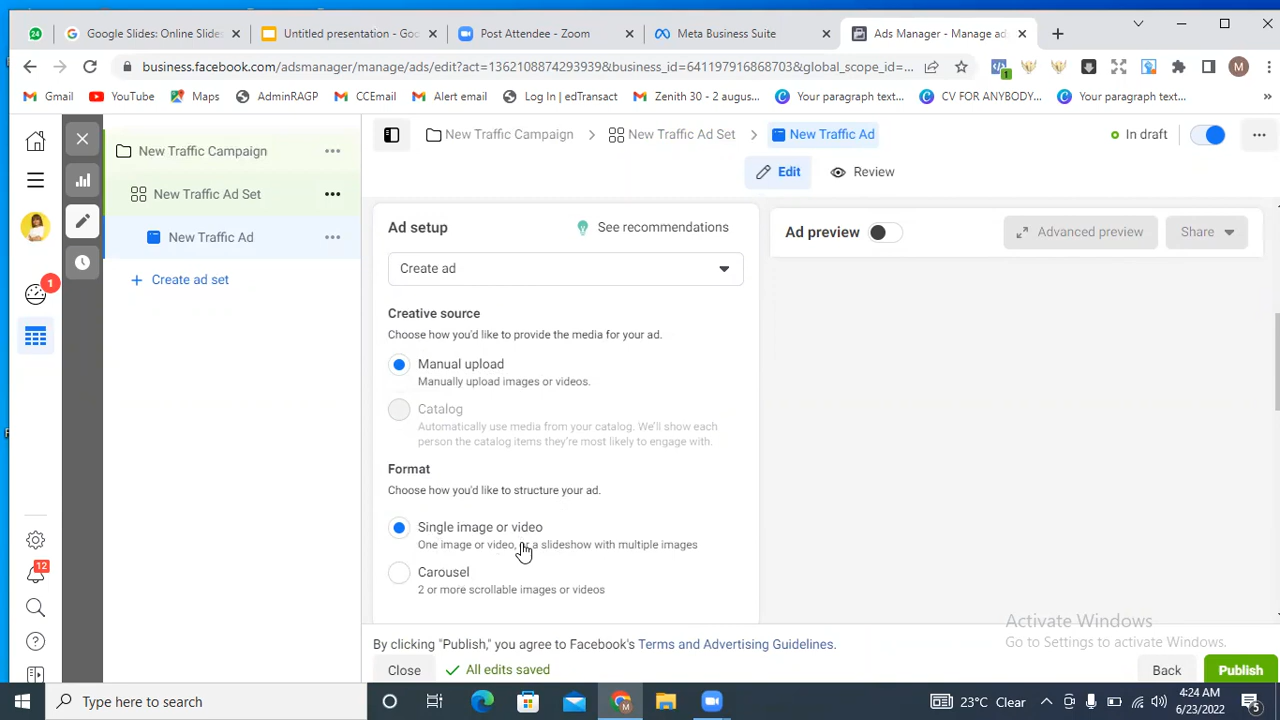 24
Google Slides: Online Slide
Untitled presentation - Goo
Post Attendee - Zoom
Meta Business Suite
Ads Manager - Manage ad
business.facebook.com/adsmanager/manage/ads/edit?act=1362108874293939&business_id=641197916898703&global_scope_id=...
1
M
Gmail
YouTube
Maps
AdminRAGP
CCEmail
Alert email
Log In | edTransact
Zenith 30 - 2 augus...
Your paragraph text...
CV FOR ANYBODY...
Your paragraph text...
»
New Traffic Campaign
New Traffic Ad Set
New Traffic Ad
+ Create ad set
1
12
New Traffic Campaign > New Traffic Ad Set > New Traffic Ad
In draft
Edit
Review
Ad setup
See recommendations
Create ad
Creative source
Choose how you'd like to provide the media for your ad.
Manual upload
Manually upload images or videos.
Catalog
Automatically use media from your catalog. We'll show each
person the catalog items they're most likely to engage with.
Format
Choose how you'd like to structure your ad.
Single image or video
One image or video, or a slideshow with multiple images
Carousel
2 or more scrollable images or videos
Ad preview
Advanced preview
Share
Activate Windows
Go to Settings to activate Windows.
By clicking "Publish," you agree to Facebook's Terms and Advertising Guidelines.
Close
All edits saved
Back
Publish
Type here to search
M
23°C Clear
4:24 AM
6/23/2022
5